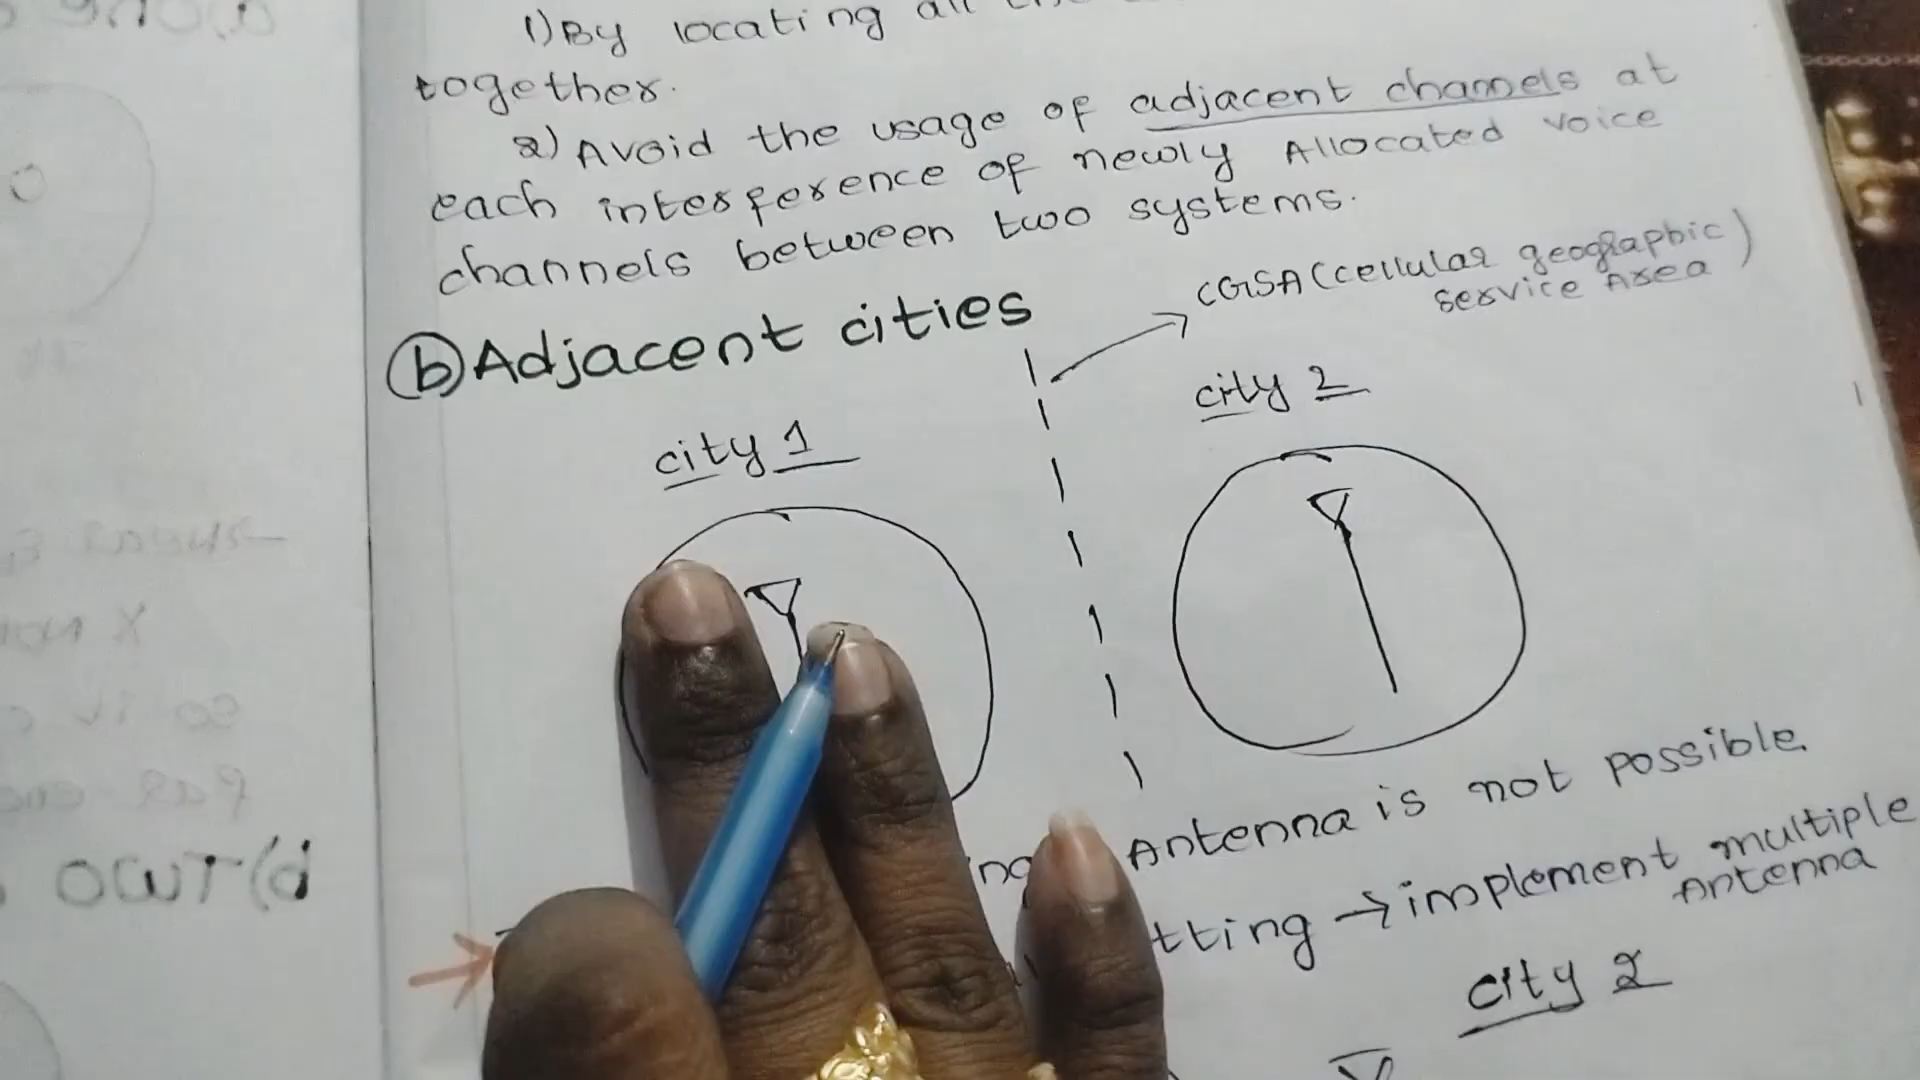 1) By locating all
together.
2) Avoid the usage of adjacent channels at
each interference of newly Allocated voice
channels between two systems.
CGSA (cellular geographic
service Area)
b) Adjacent cities
city 1
city 2
Antenna is not possible.
tting → implement multiple
Antenna
city 2